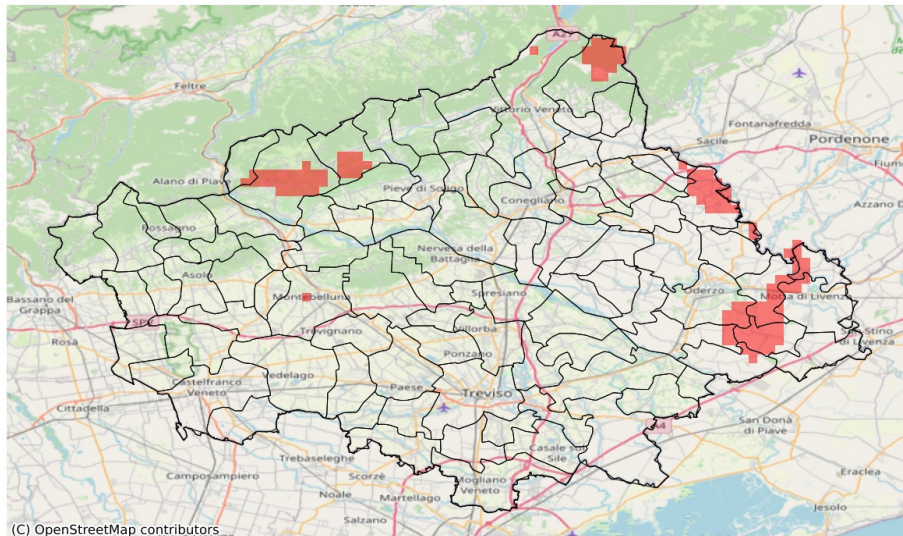 A27
Feltre
Vittorio Veneto
Fontanafredda
Sacile
Pordenone
Fiume
Alano di Piave
Pieve di Soligo
Conegliano
Azzano D
Possagno
Nervesa della
Battaglia
Asolo
Oderzo
Motta di Livenza
Bassano del
Grappa
Montebelluna
Spresiano
Rosà
Trevignano
Villorba
San Stino
di Livenza
Ponzano
Vedelago
Castelfranco
Veneto
Paese
Treviso
Cittadella
A4
San Donà
di Piave
Trebaseleghe
Casale sul
Sile
Camposampiero
Scorzè
Mogliano
Veneto
Eraclea
Noale
Martellago
Jesolo
Salzano
(C) OpenStreetMap contributors